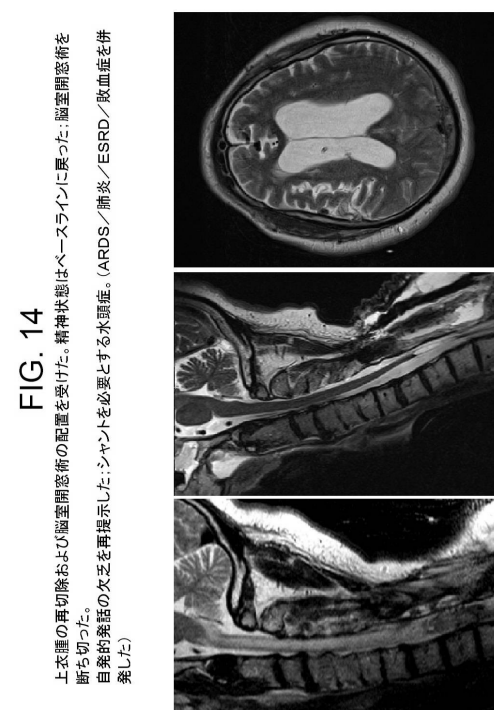 FIG. 14
上衣腫の再切除および脳室開窓術の配置を受けた。精神状態はベースラインに戻った；脳室開窓術を
断ち切った。
自発的発話の欠乏を再提示した；シャントを必要とする水頭症。（ARDS／肺炎／ESRD／敗血症を併
発した）